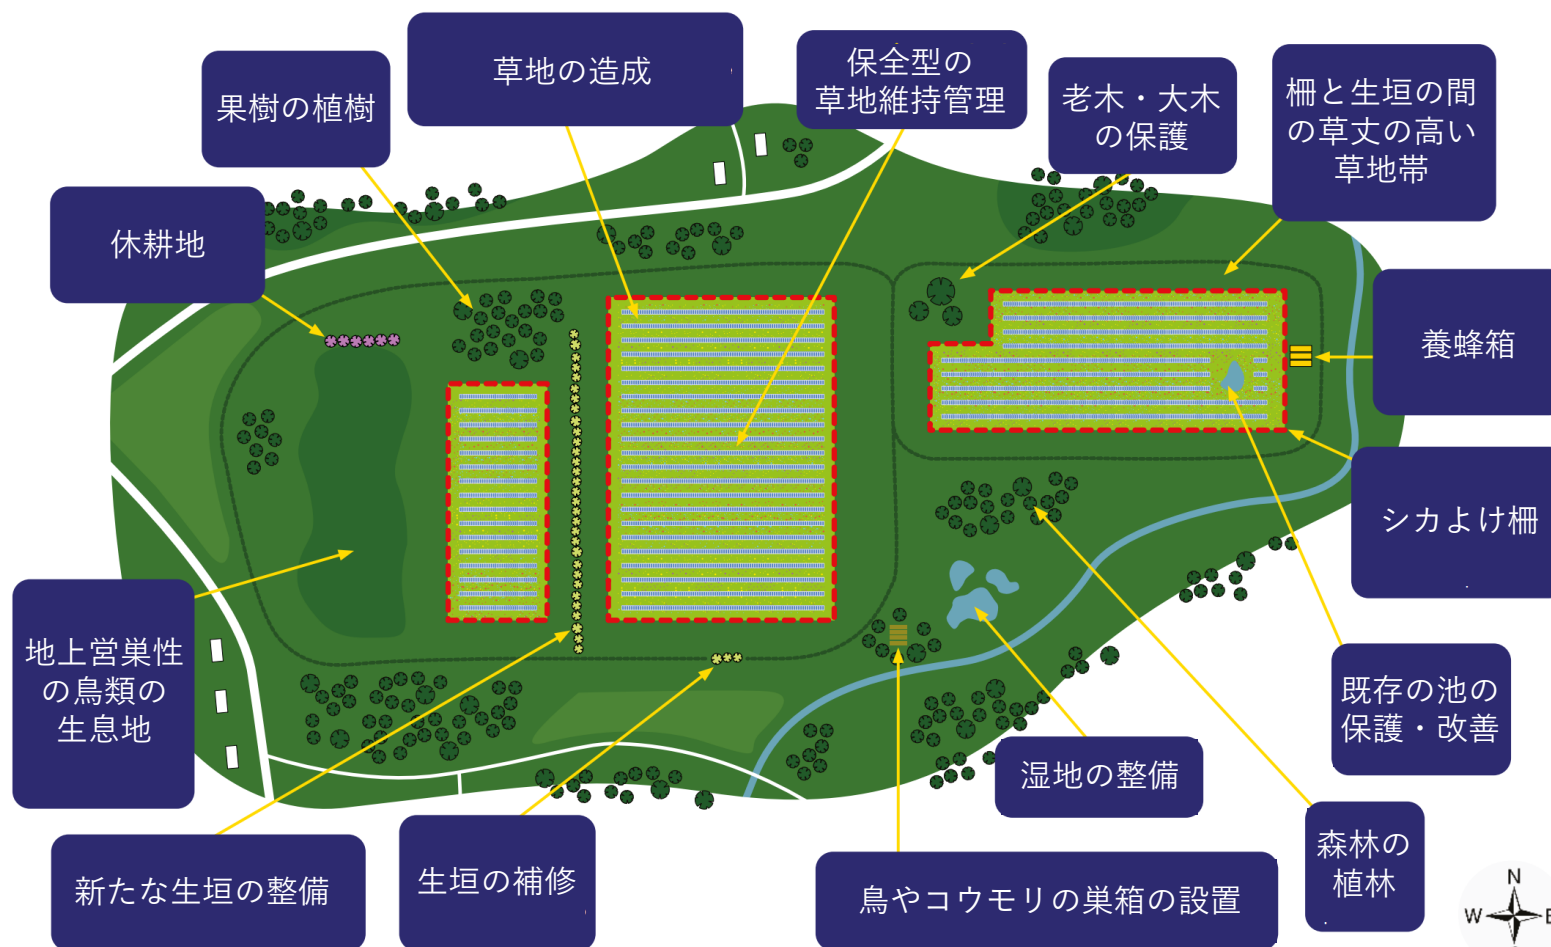 草地の造成
保全型の
草地維持管理
果樹の植樹
老木・大木
の保護
柵と生垣の間
の草丈の高い
草地帯
休耕地
養蜂箱
シカよけ柵
地上営巣性
の鳥類の
生息地
既存の池の
保護・改善
湿地の整備
森林の
植林
新たな生垣の整備
生垣の補修
鳥やコウモリの巣箱の設置
N
W
E